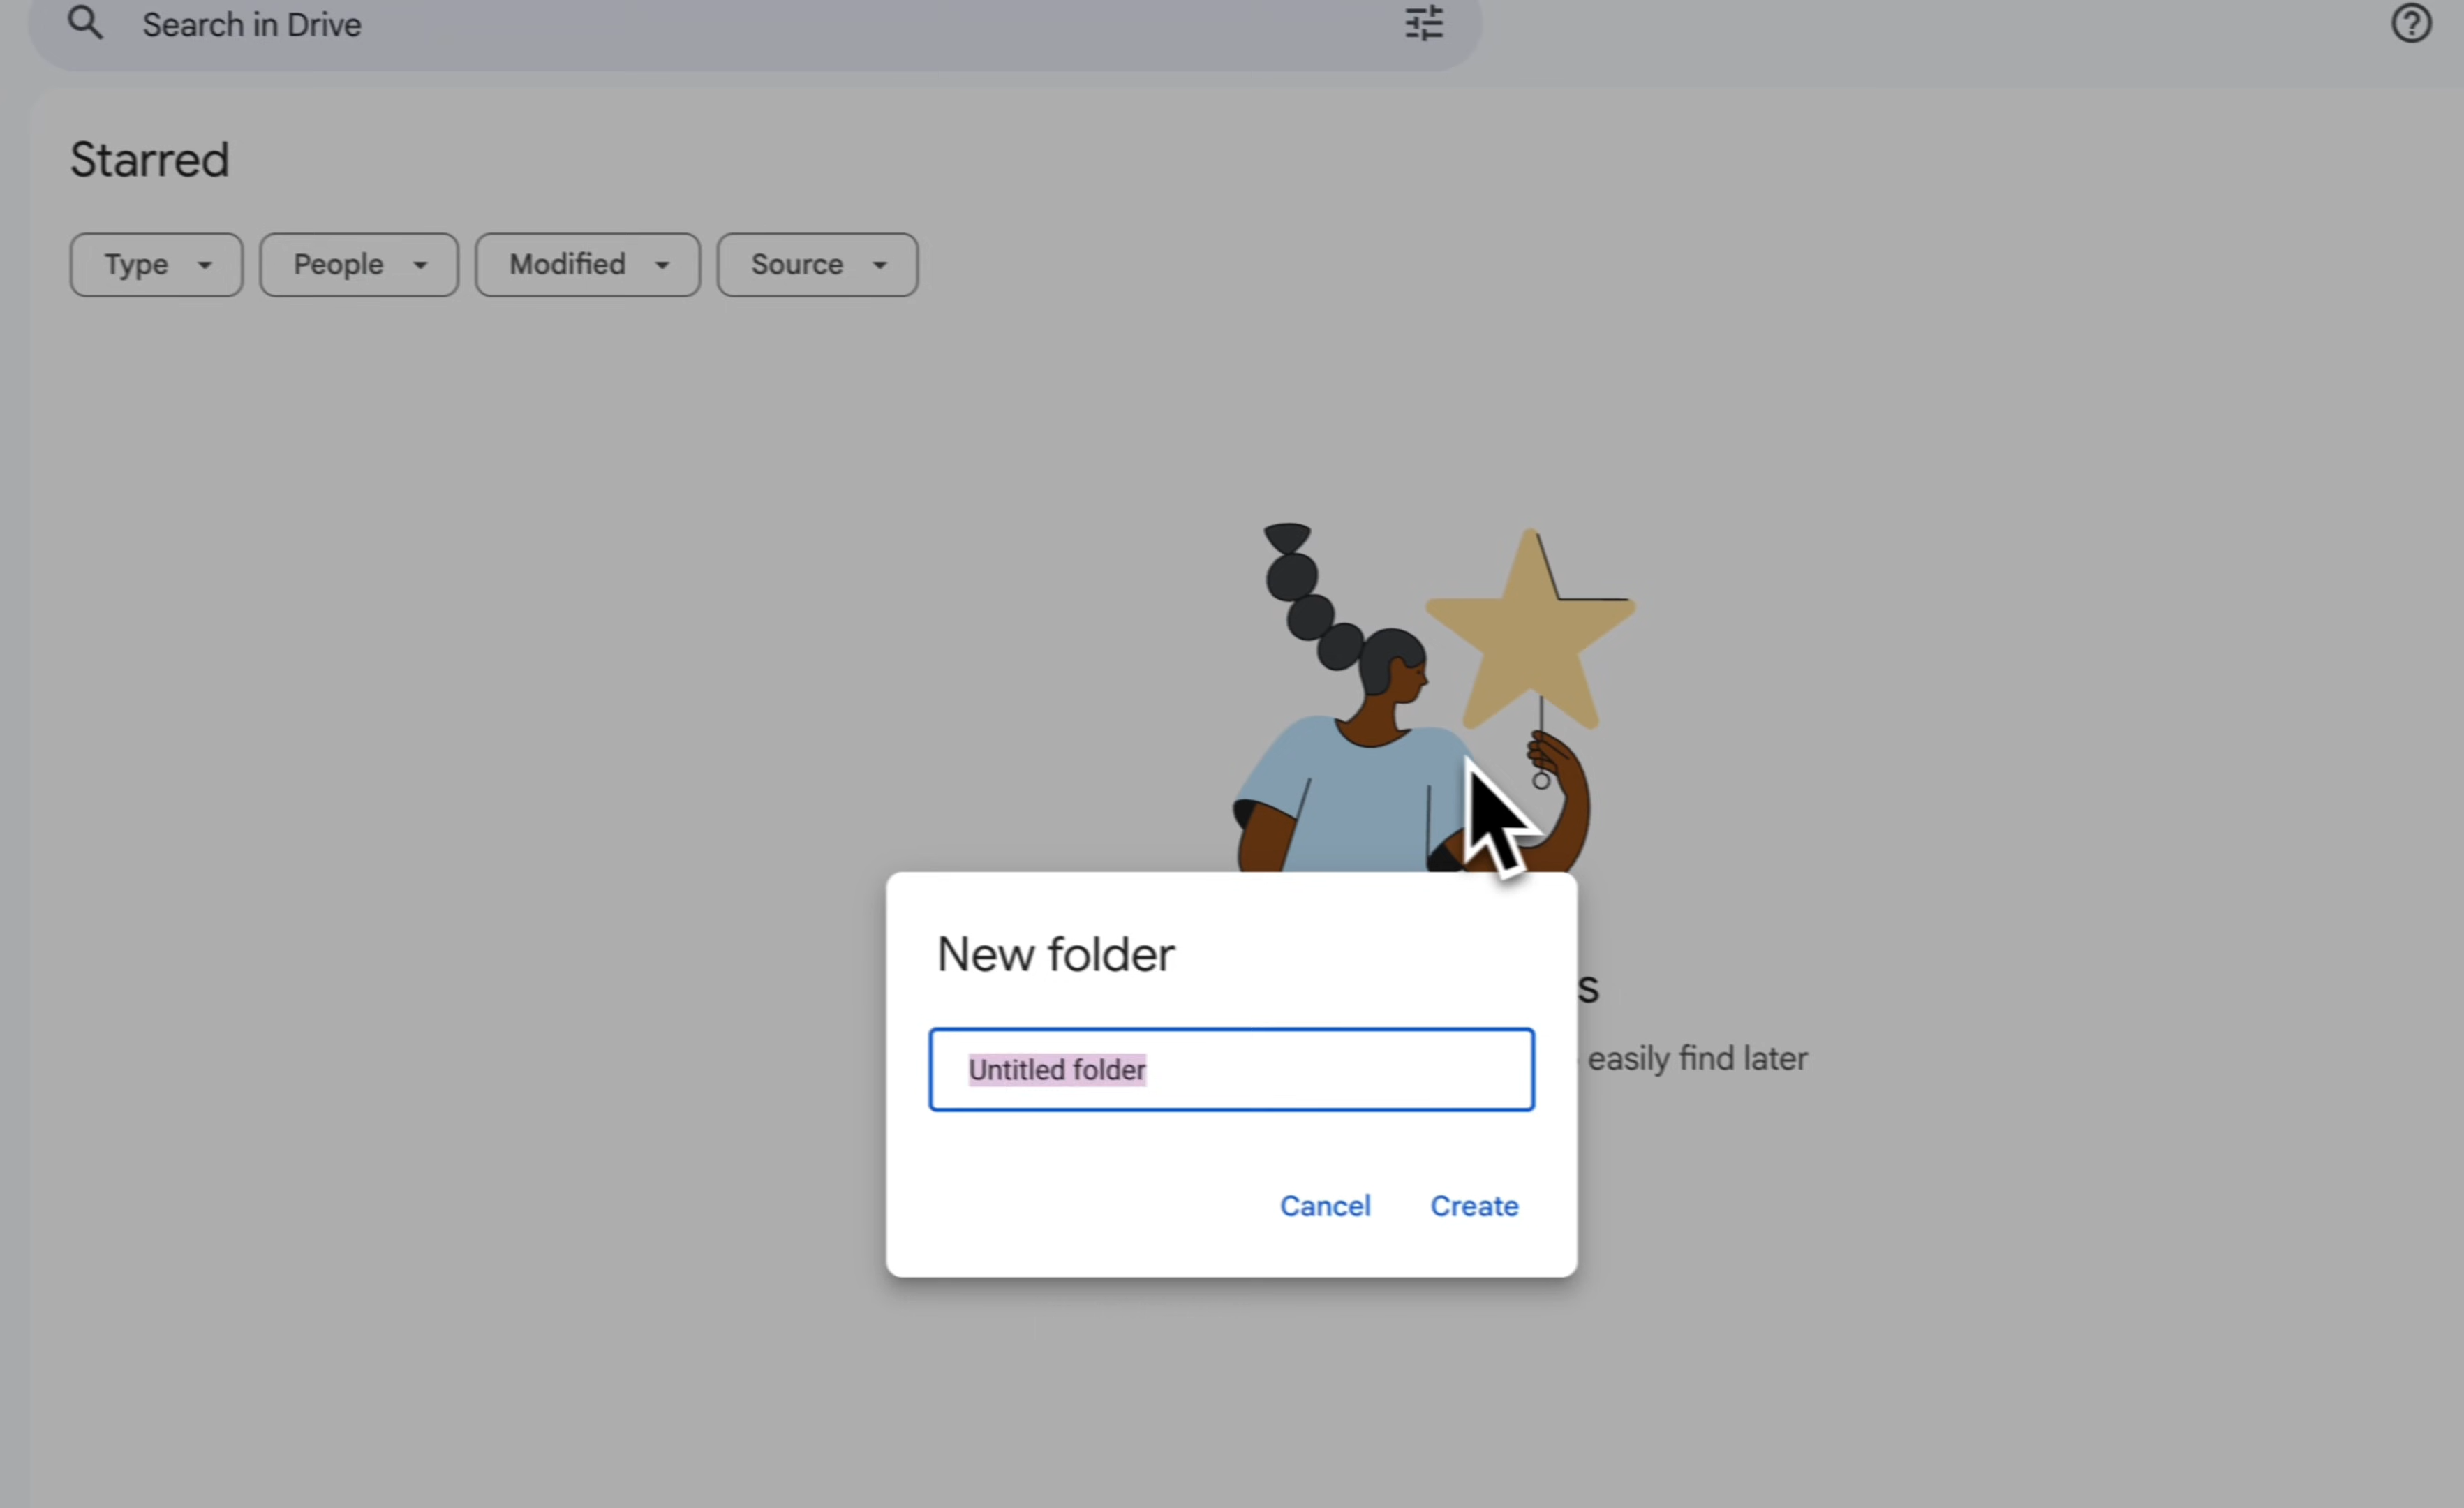 Search in Drive
Starred
Type People Modified Source
New folder
s
Untitled folder
easily find later
Cancel Create